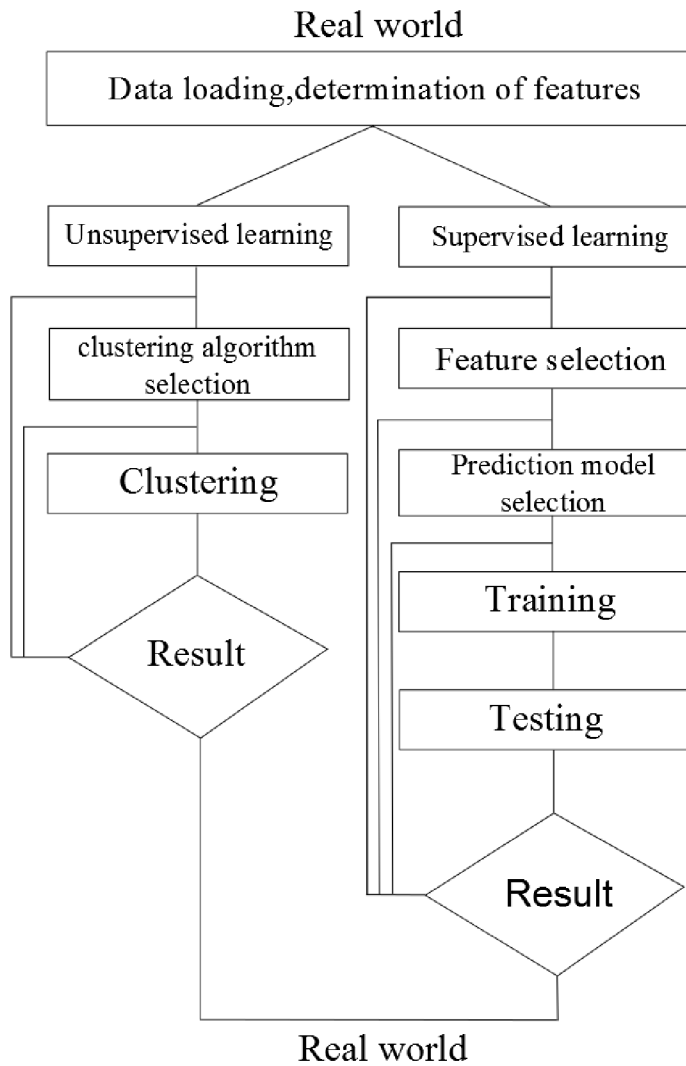 Real world
Data loading,determination of features
Unsupervised learning
clustering algorithm
selection
Clustering
Result
Supervised learning
Feature selection
Prediction model
selection
Training
Testing
Result
Real world